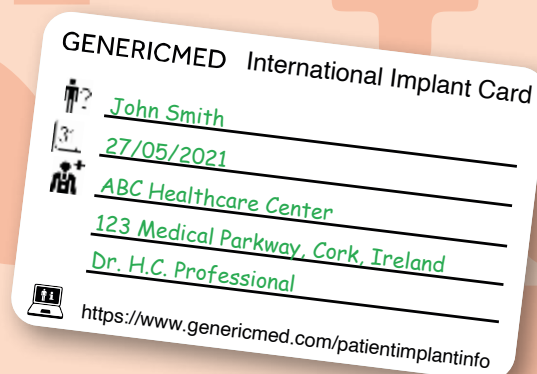 GENERICMED International Implant Card
John Smith
27/05/2021
ABC Healthcare Center
123 Medical Parkway, Cork, Ireland
Dr. H.C. Professional
https://www.genericmed.com/patientimplantinfo